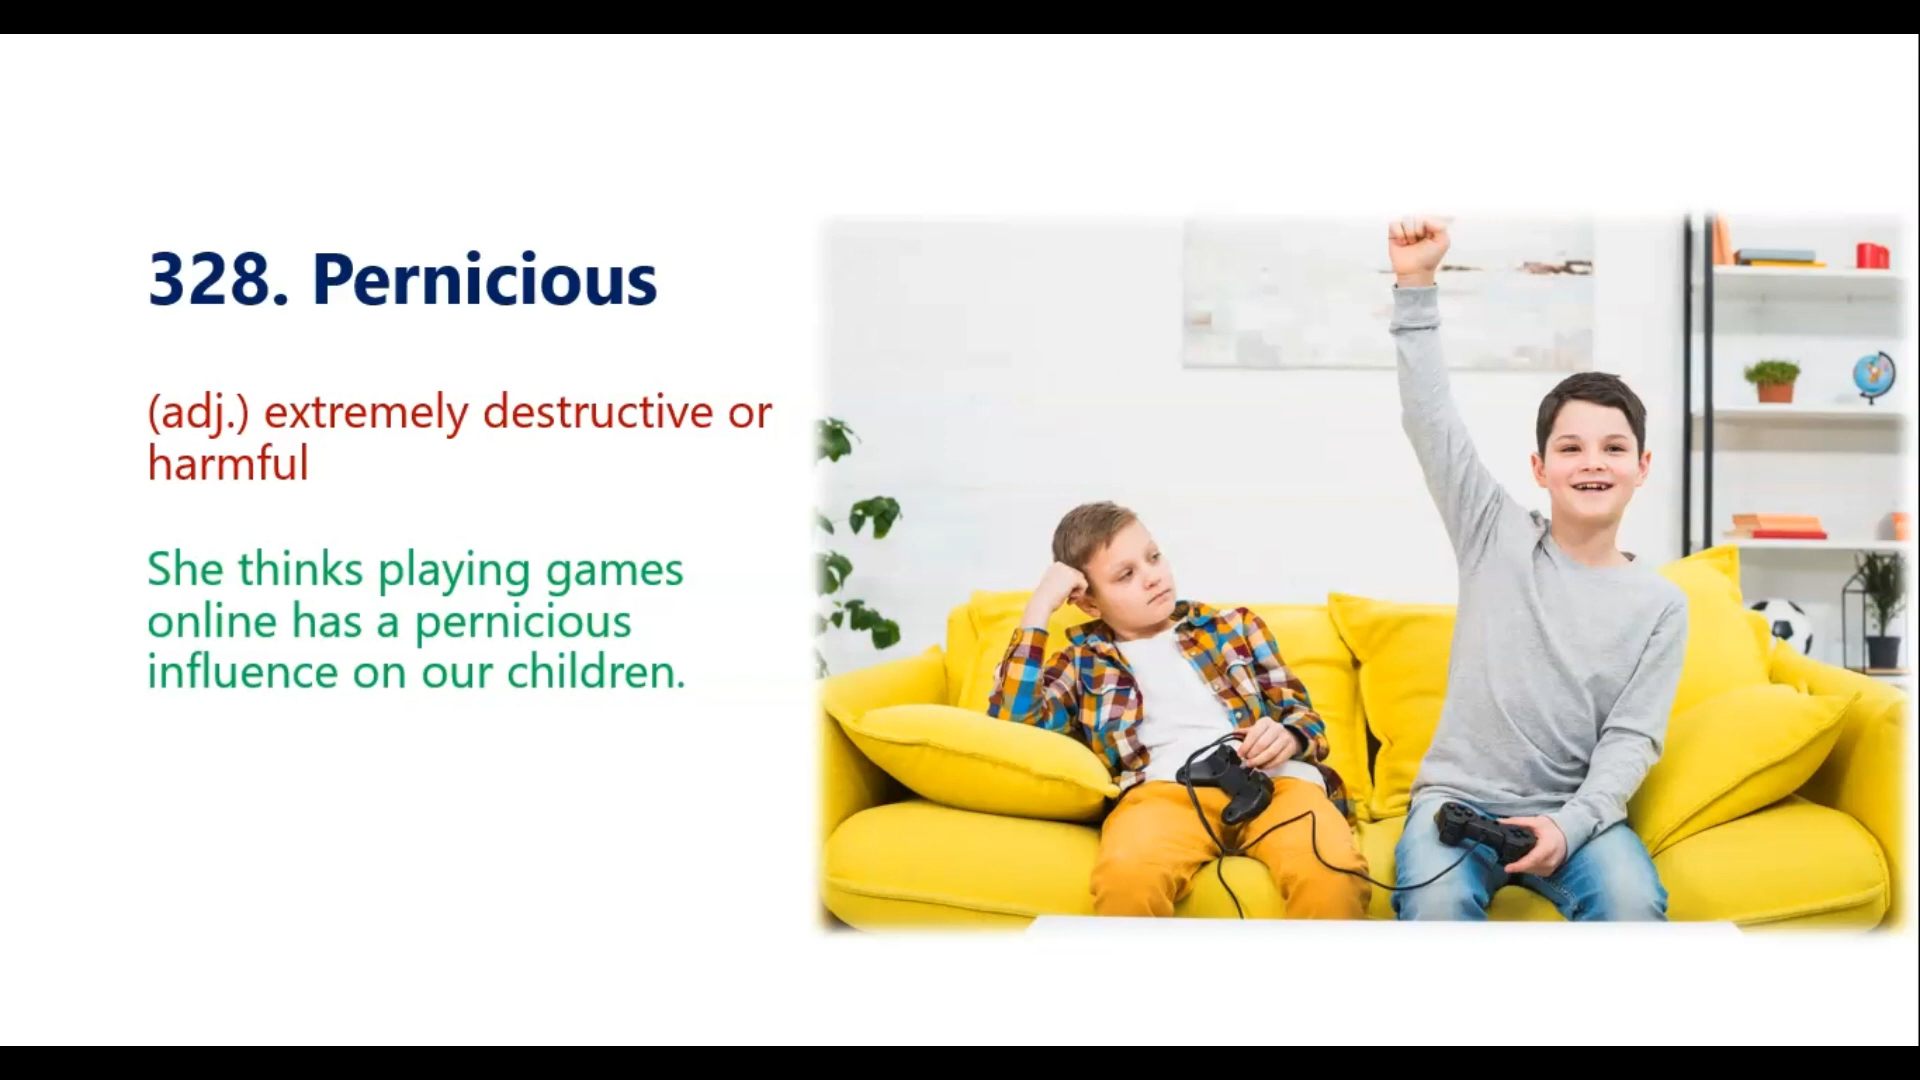 328. Pernicious
(adj.) extremely destructive or
harmful
She thinks playing games
online has a pernicious
influence on our children.